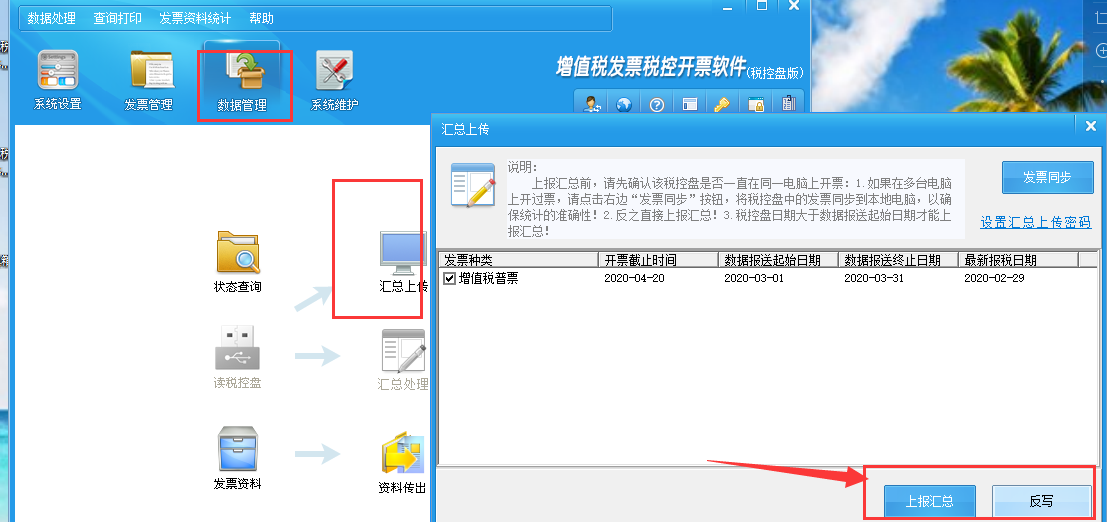 数据处理 查询打印 发票资料统计 帮助
系统设置 发票管理 数据管理 系统维护
增值税发票税控开票软件(税控盘版)
状态查询
汇总上传
读税控盘
汇总处理
发票资料
资料传出
汇总上传
说明:
上报汇总前，请先确认该税控盘是否一直在同一电脑上开票：1.如果在多台电脑
上开过票，请点击右边“发票同步”按钮，将税控盘中的发票同步到本地电脑，以确
保统计的准确性！2.反之直接上报汇总！3.税控盘日期大于数据报送起始日期才能上
报汇总！
发票同步
设置汇总上传密码
发票种类 开票截止时间 数据报送起始日期 数据报送终止日期 最新报税日期
增值税普票 2020-04-20 2020-03-01 2020-03-31 2020-02-29
上报汇总 反写